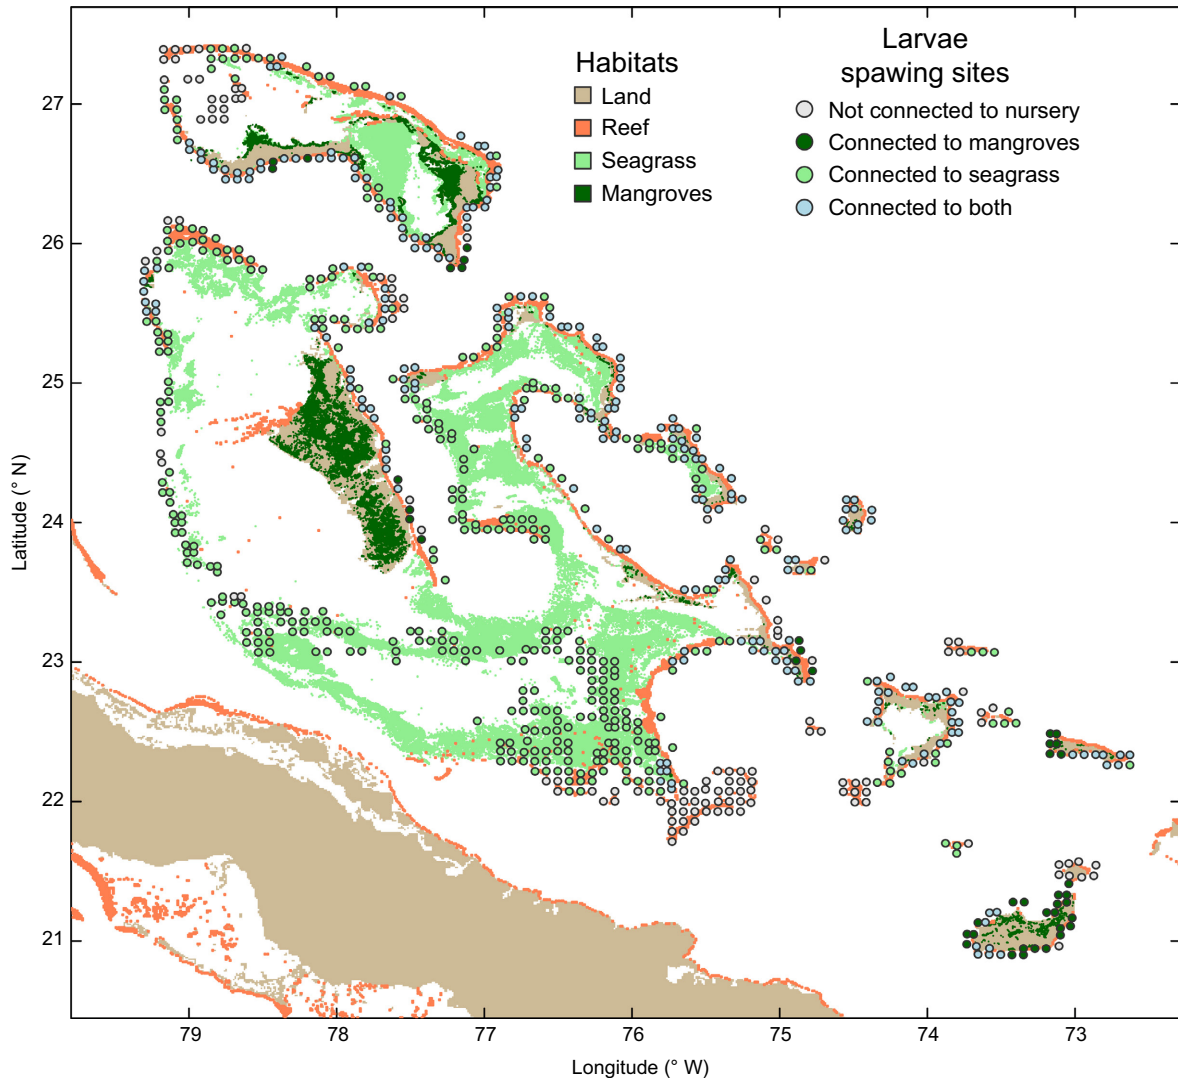 Habitats
Land
Reef
Seagrass
Mangroves
Larvae
spawing sites
Not connected to nursery
Connected to mangroves
Connected to seagrass
Connected to both
27
26
25
24
23
22
21
Latitude (° N)
79
78
77
76
75
74
73
Longitude (° W)